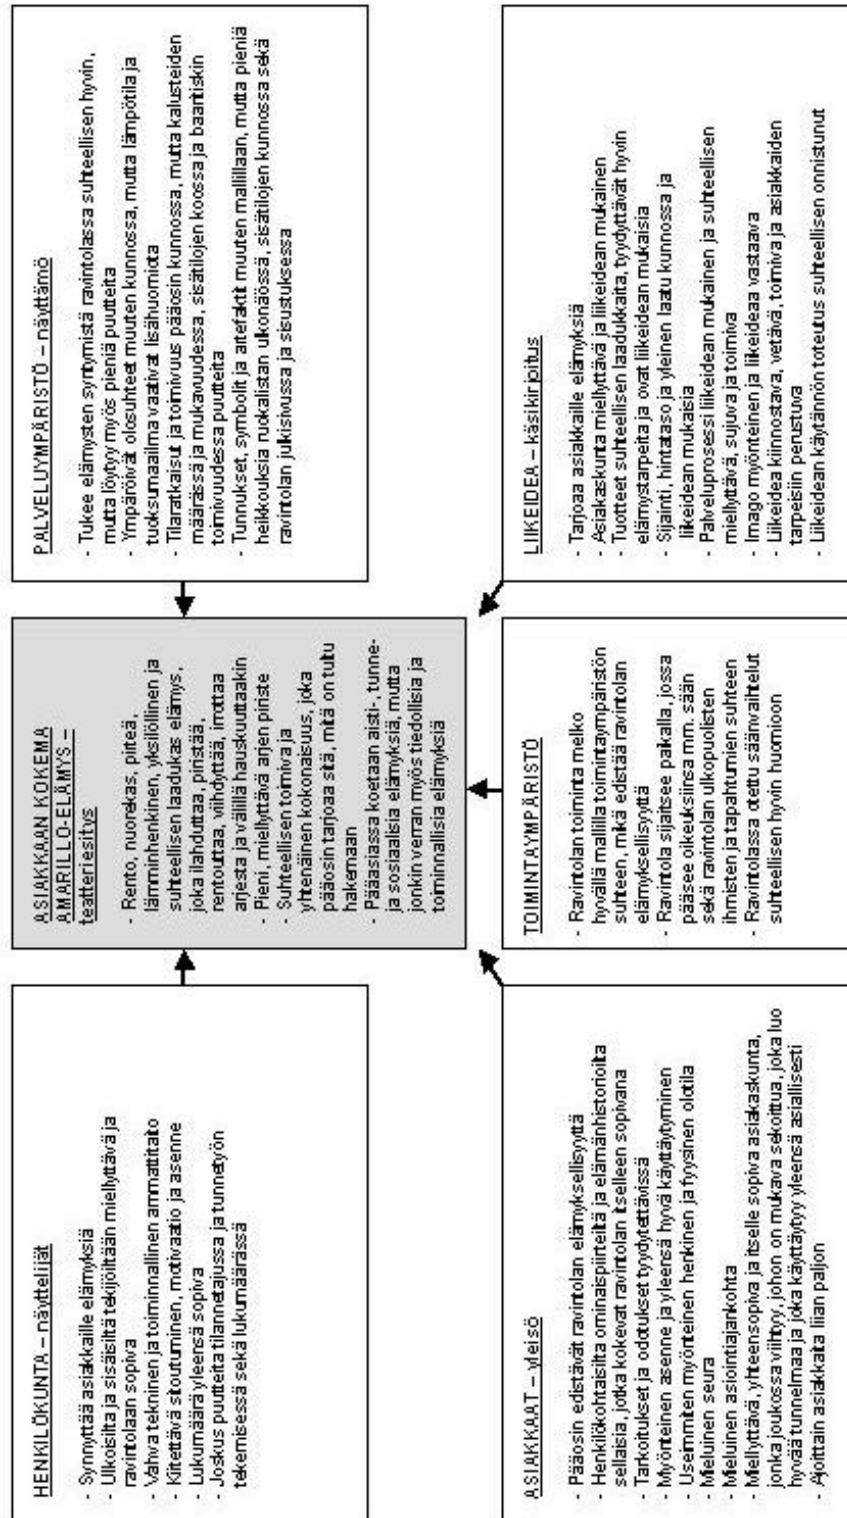 HENKILÖKUNTA – näyttelijät
- Synnyttää asiakkaille elämyksiä
- Ulkoisilta ja sisäisiltä tekijöiltään miellyttävä ja
ravintolaan sopiva
- Vahva tekninen ja toiminnallinen ammattitaito
- Kiitettävä sitoutuminen, motivaatio ja asenne
- Lukumäärä yleensä sopiva
- Joskus puutteita tilannetajussa ja tunnetyön
tekemisessä sekä lukumäärässä
ASIAKKAAN KOKEMA
AMARILLO-ELÄMYS –
teatteriesitys
- Rento, nuorekas, pirteä,
lämminhenkinen, yksilöllinen ja
suhteellisen laadukas elämys,
joka ilahduttaa, piristää,
rentouttaa, viihdyttää, irrottaa
arjesta ja välillä hauskuuttaakin
- Pieni, miellyttävä arjen piriste
- Suhteellisen toimiva ja
yhtenäinen kokonaisuus, joka
pääosin tarjoaa sitä, mitä on tultu
hakemaan
- Pääasiassa koetaan aisti-, tunne-
ja sosiaalisia elämyksiä, mutta
jonkin verran myös tiedollisia ja
toiminnallisia elämyksiä
PALVELUYMPÄRISTÖ – näyttämö
- Tukee elämysten syntymistä ravintolassa suhteellisen hyvin,
mutta löytyy myös pieniä puutteita
- Ympäröivät olosuhteet muuten kunnossa, mutta lämpötila ja
tuoksumaailma vaativat lisähuomiota
- Tilaratkaisut ja toimivuus pääosin kunnossa, mutta kalusteiden
määrässä ja mukavuudessa, sisätilojen koossa ja baaritiskin
toimivuudessa puutteita
- Tunnukset, symbolit ja artefaktit muuten mallillaan, mutta pieniä
heikkouksia ruokalistan ulkonäössä, sisätilojen kunnossa sekä
ravintolan julkisivussa ja sisustuksessa
ASIAKKAAT – yleisö
- Pääosin edistävät ravintolan elämyksellisyyttä
- Henkilökohtaisilta ominaispiirteiltä ja elämänhistorioilta
sellaisia, jotka kokevat ravintolan itselleen sopivana
- Tarkoitukset ja odotukset tyydytettävissä
- Myönteinen asenne ja yleensä hyvä käyttäytyminen
- Useimmiten myönteinen henkinen ja fyysinen olotila
- Mieluinen seura
- Mieluinen asiointiajankohta
- Miellyttävä, yhteensopiva ja itselle sopiva asiakaskunta,
jonka joukossa viihtyy, johon on mukava sekoittua, joka luo
hyvää tunnelmaa ja joka käyttäytyy yleensä asiallisesti
- Ajoittain asiakkaita liian paljon
TOIMINTAYMPÄRISTÖ
- Ravintolan toiminta melko
hyvällä mallilla toimintaympäristön
suhteen, mikä edistää ravintolan
elämyksellisyyttä
- Ravintola sijaitsee paikalla, jossa
pääsee oikeuksiinsa mm. sään
sekä ravintolan ulkopuolisten
ihmisten ja tapahtumien suhteen
- Ravintolassa otettu säänvaihtelut
suhteellisen hyvin huomioon
LIIKEIDEA – käsikirjoitus
- Tarjoaa asiakkaille elämyksiä
- Asiakaskunta miellyttävä ja liikeidean mukainen
- Tuotteet suhteellisen laadukkaita, tyydyttävät hyvin
elämystarpeita ja ovat liikeidean mukaisia
- Sijainti, hintataso ja yleinen laatu kunnossa ja
liikeidean mukaisia
- Palveluprosessi liikeidean mukainen ja suhteellisen
miellyttävä, sujuva ja toimiva
- Imago myönteinen ja liikeideaa vastaava
- Liikeidea kiinnostava, vetävä, toimiva ja asiakkaiden
tarpeisiin perustuva
- Liikeidean käytännön toteutus suhteellisen onnistunut